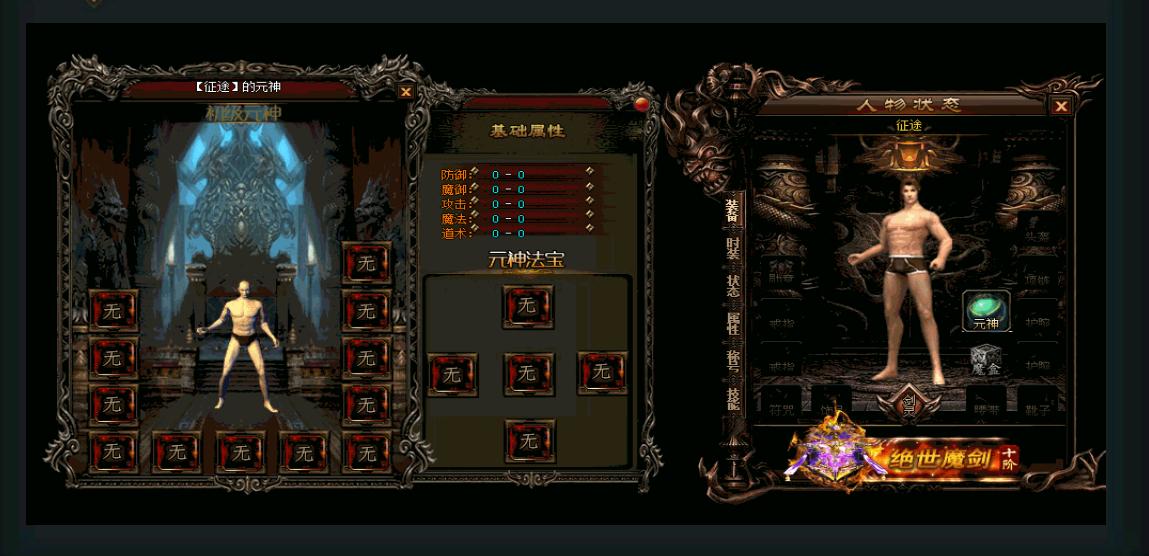 【征途】的元神
初级元神
无
无
无
无
无
无
无
无
无
无
无
基础属性
防御: 0 - 0
魔御: 0 - 0
攻击: 0 - 0
魔法: 0 - 0
道术: 0 - 0
元神法宝
无
无
无
无
无
人物状态
征途
装备
时装
状态
属性
称号
技能
头盔
勋章
项链
元神
戒指
护腕
魔盒
戒指
护腕
符咒
剑灵
腰带
靴子
绝世魔剑
十阶